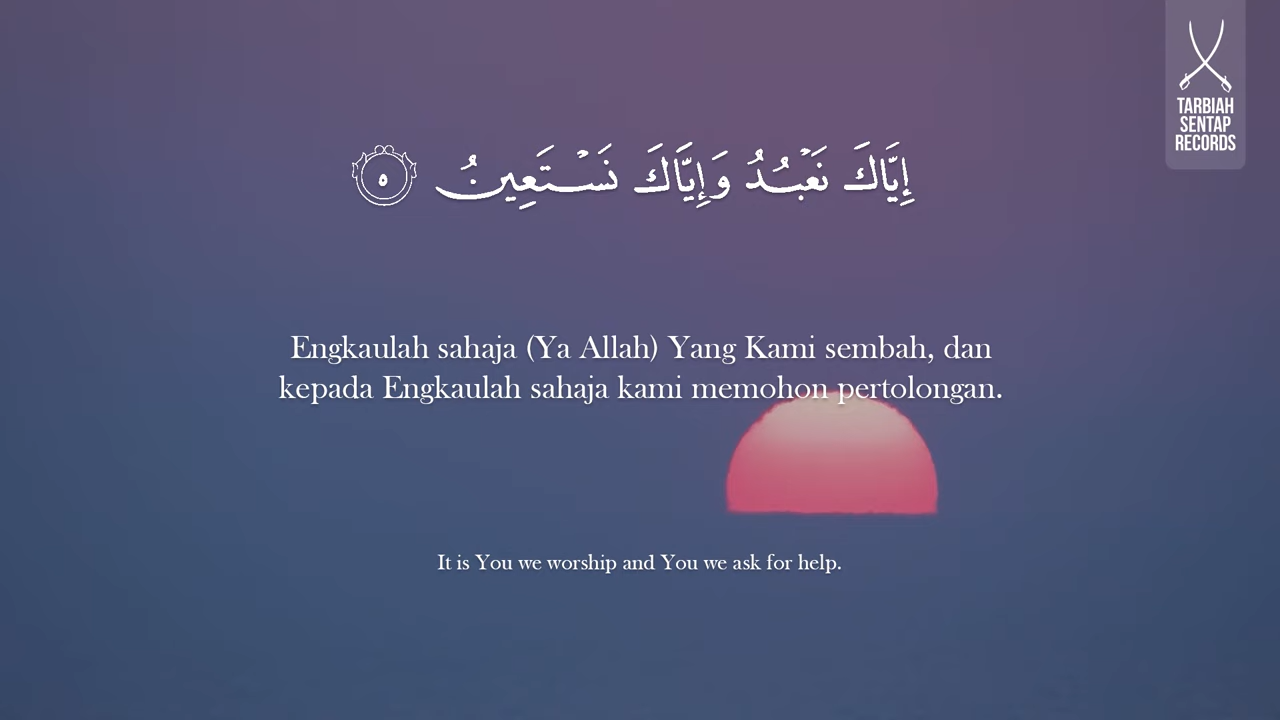 TARBIAH
SENTAP
RECORDS
إِيَّاكَ نَعْبُدُ وَإِيَّاكَ نَسْتَعِينُ ٥
Engkaulah sahaja (Ya Allah) Yang Kami sembah, dan
kepada Engkaulah sahaja kami memohon pertolongan.
It is You we worship and You we ask for help.